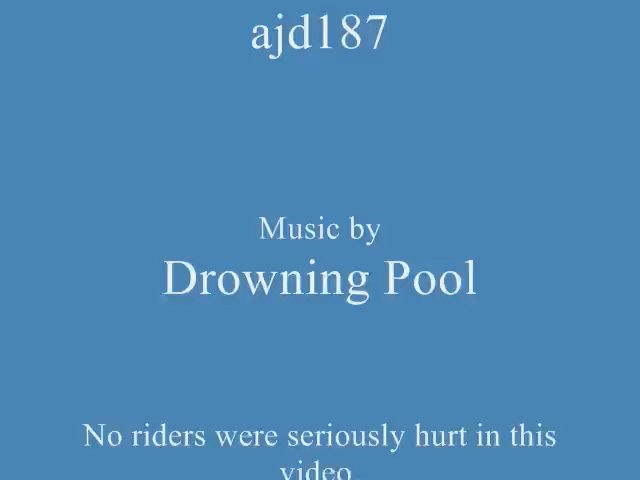 ajd187
Music by
Drowning Pool
No riders were seriously hurt in this
video